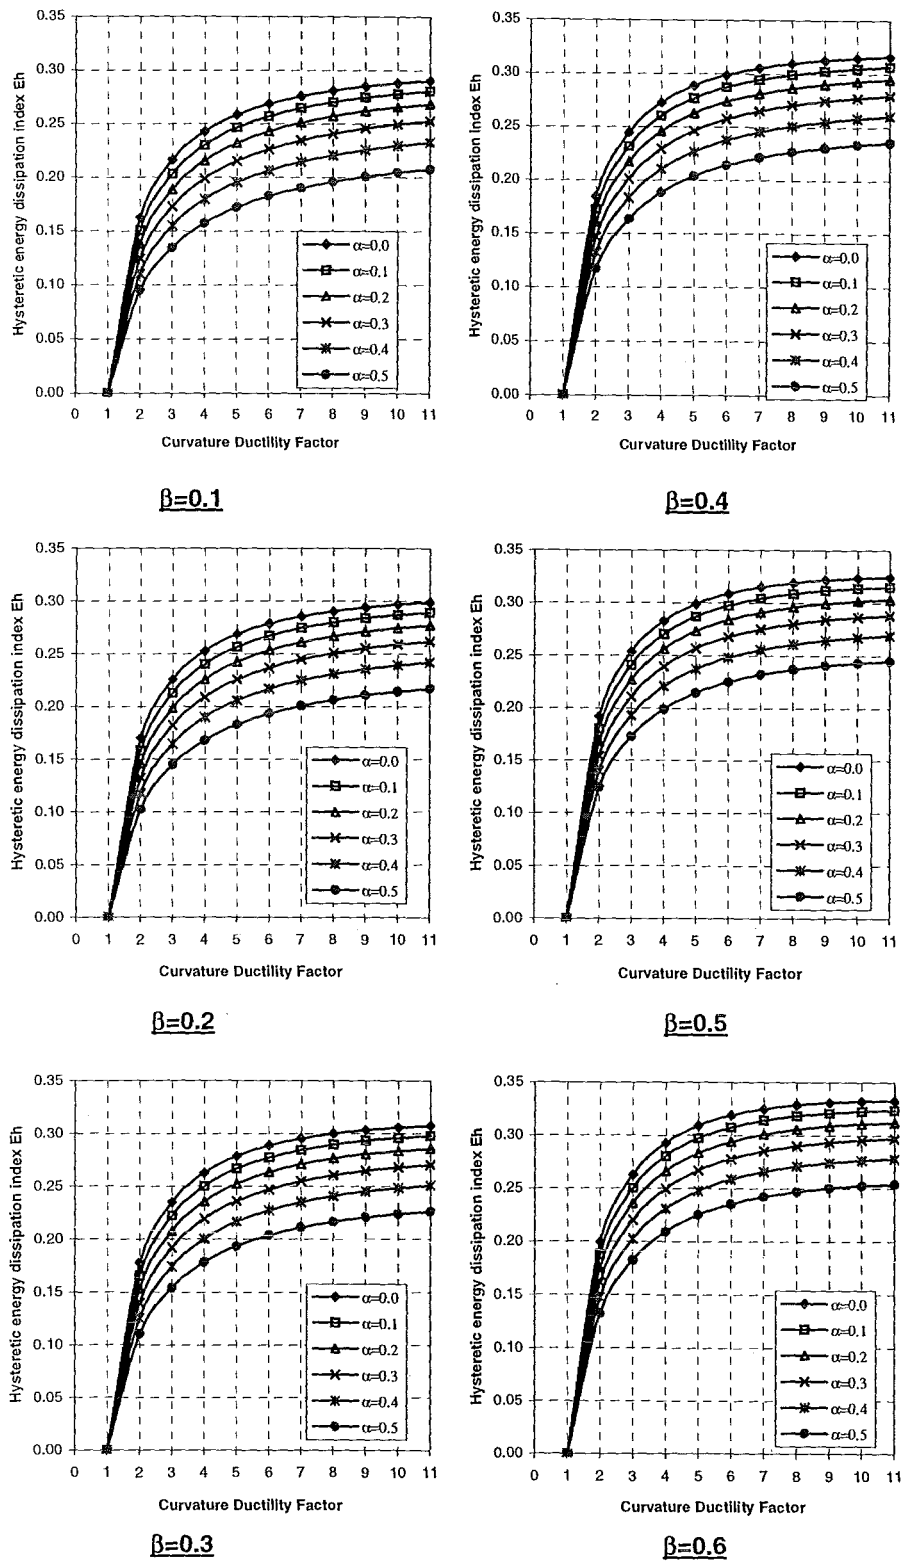 Hysteretic energy dissipation index Eh
0.35
0.30
0.25
0.20
0.15
0.10
0.05
0.00
α=0.0
α=0.1
α=0.2
α=0.3
α=0.4
α=0.5
0 1 2 3 4 5 6 7 8 9 10 11
Curvature Ductility Factor
β=0.1
Hysteretic energy dissipation Index Eh
0.35
0.30
0.25
0.20
0.15
0.10
0.05
0.00
α=0.0
α=0.1
α=0.2
α=0.3
α=0.4
α=0.5
0 1 2 3 4 5 6 7 8 9 10 11
Curvature Ductility Factor
β=0.4
Hysteretic energy dissipation index Eh
0.35
0.30
0.25
0.20
0.15
0.10
0.05
0.00
α=0.0
α=0.1
α=0.2
α=0.3
α=0.4
α=0.5
0 1 2 3 4 5 6 7 8 9 10 11
Curvature Ductility Factor
β=0.2
Hysteretic energy dissipation index Eh
0.35
0.30
0.25
0.20
0.15
0.10
0.05
0.00
α=0.0
α=0.1
α=0.2
α=0.3
α=0.4
α=0.5
0 1 2 3 4 5 6 7 8 9 10 11
Curvature Ductility Factor
β=0.5
Hysteretic energy dissipation index Eh
0.35
0.30
0.25
0.20
0.15
0.10
0.05
0.00
α=0.0
α=0.1
α=0.2
α=0.3
α=0.4
α=0.5
0 1 2 3 4 5 6 7 8 9 10 11
Curvature Ductility Factor
β=0.3
Hysteretic energy dissipation index Eh
0.35
0.30
0.25
0.20
0.15
0.10
0.05
0.00
α=0.0
α=0.1
α=0.2
α=0.3
α=0.4
α=0.5
0 1 2 3 4 5 6 7 8 9 10 11
Curvature Ductility Factor
β=0.6